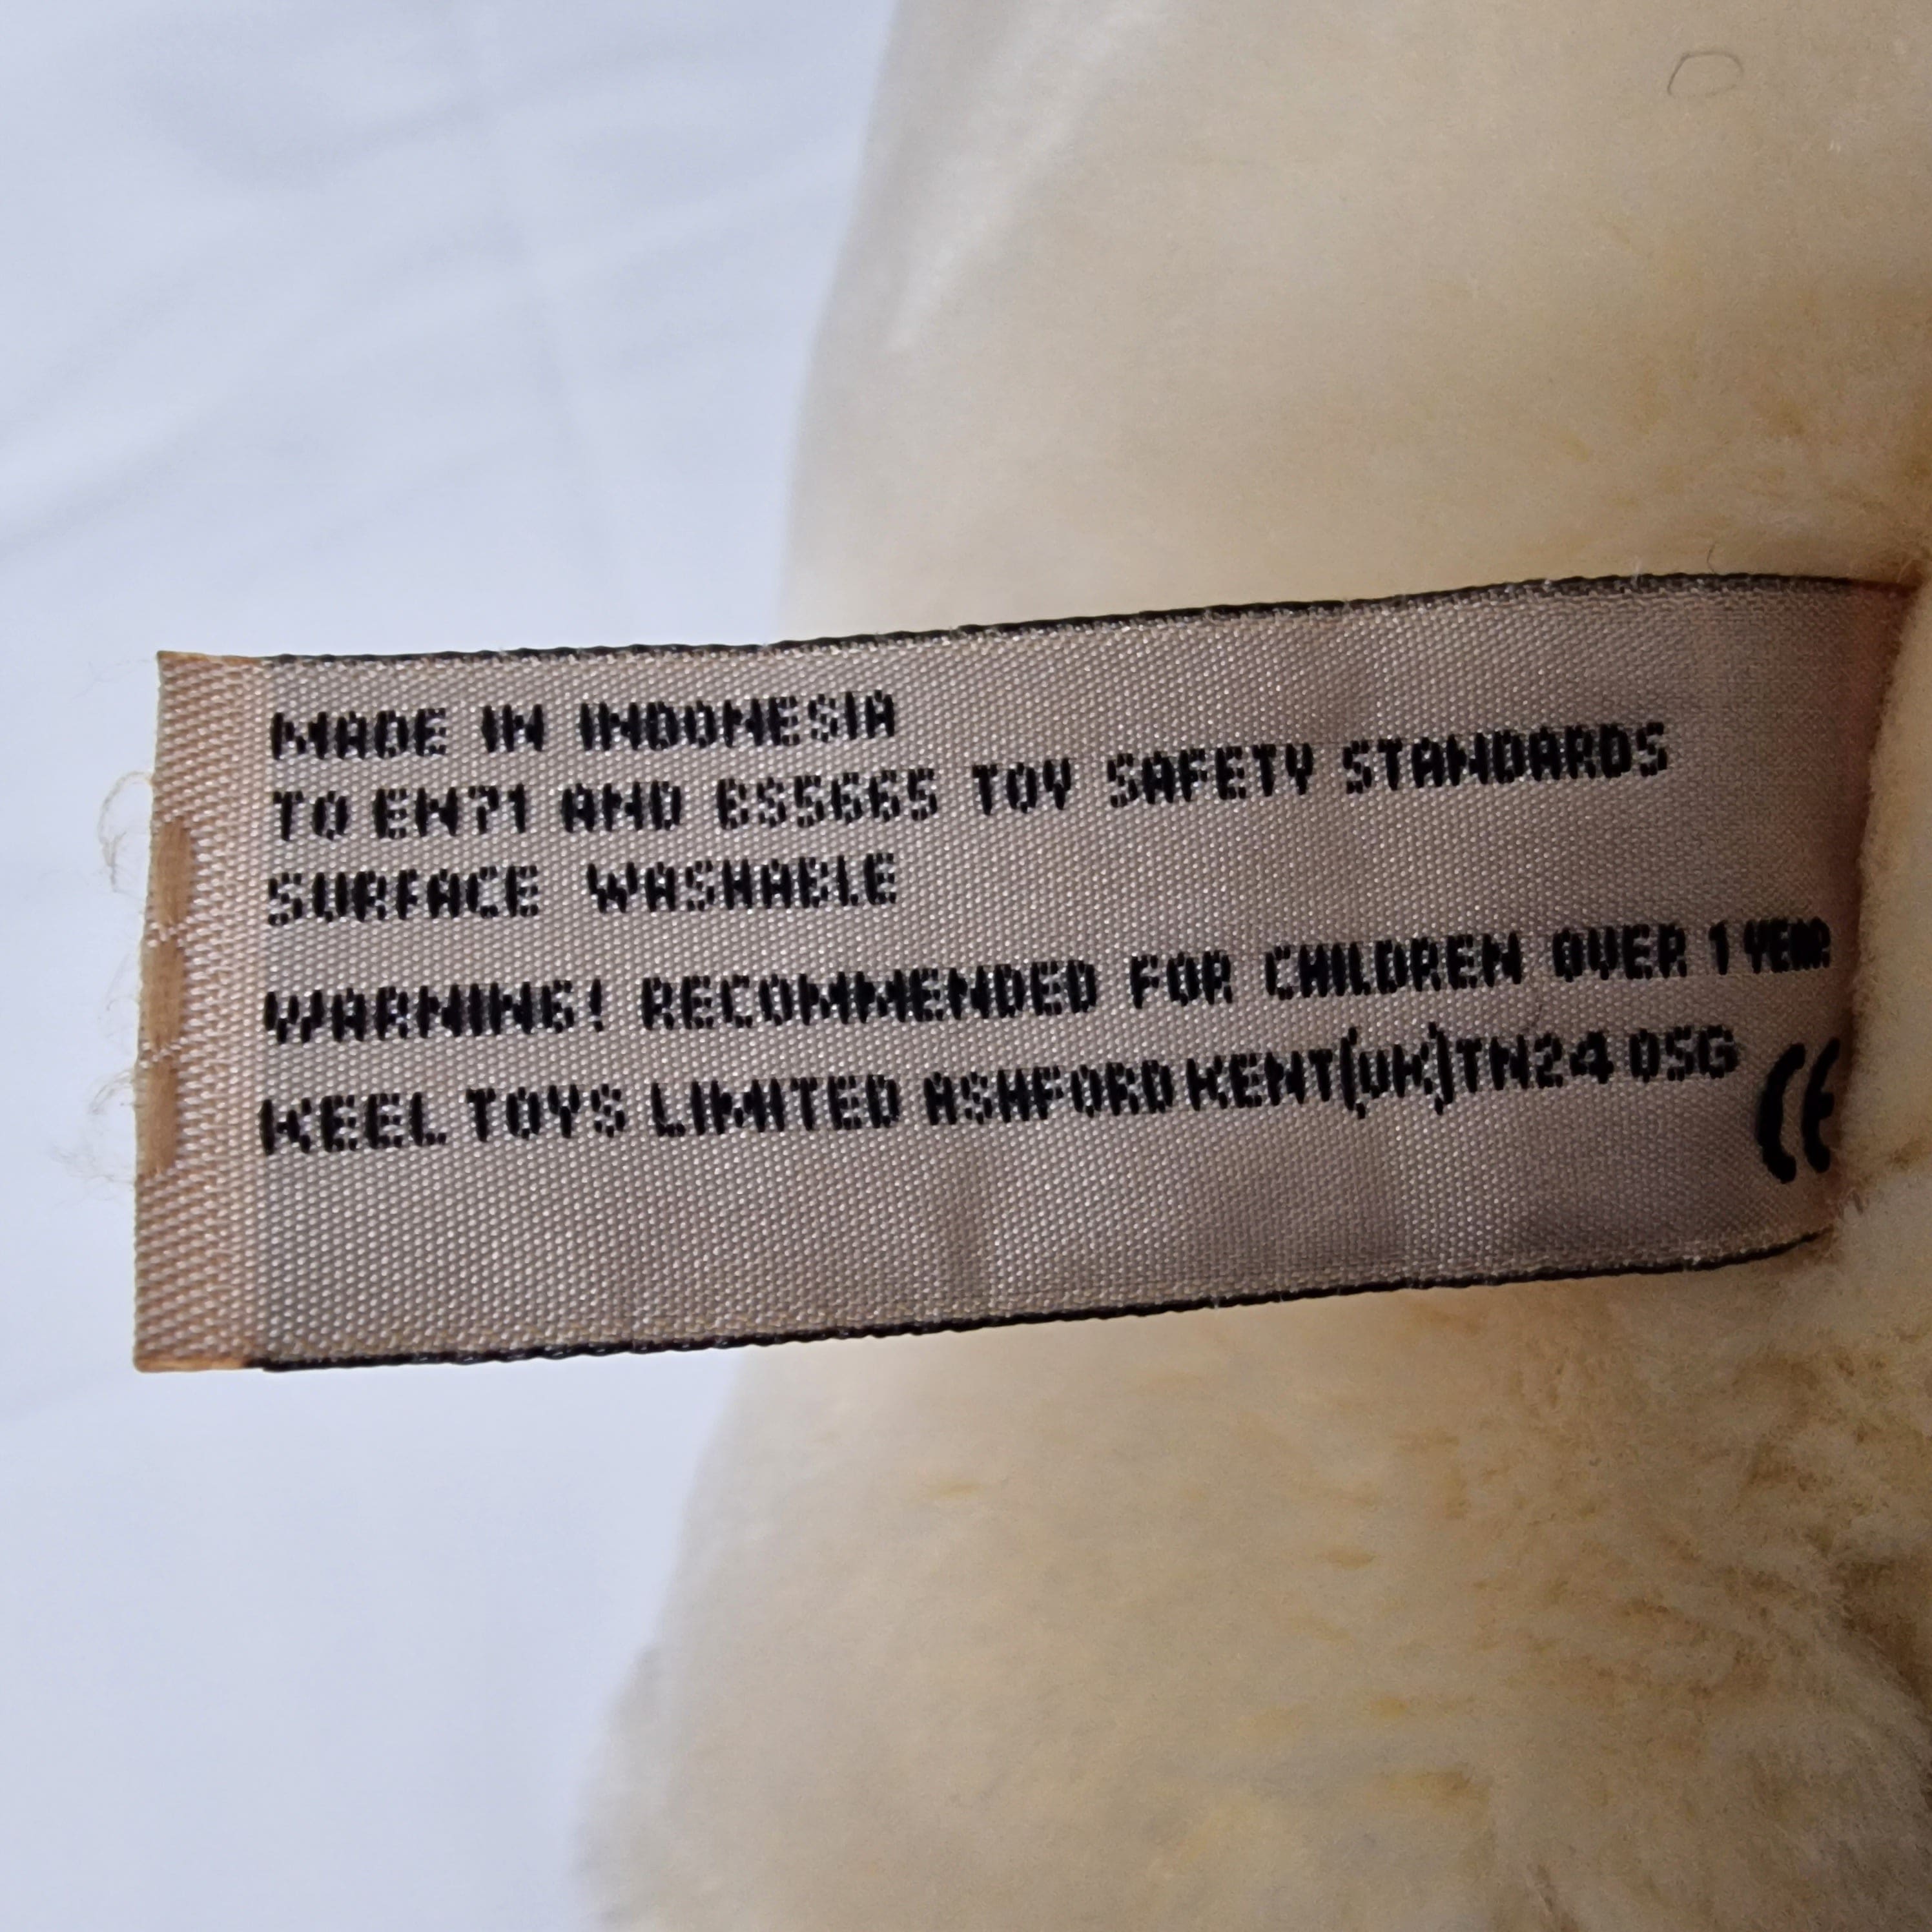 MADE IN INDONESIA
TO EN71 AND BS5665 TOY SAFETY STANDARDS
SURFACE WASHABLE
WARNING! RECOMMENDED FOR CHILDREN OVER 1 YEAR
KEEL TOYS LIMITED ASHFORD KENT(UK)TN24 0SG
CE